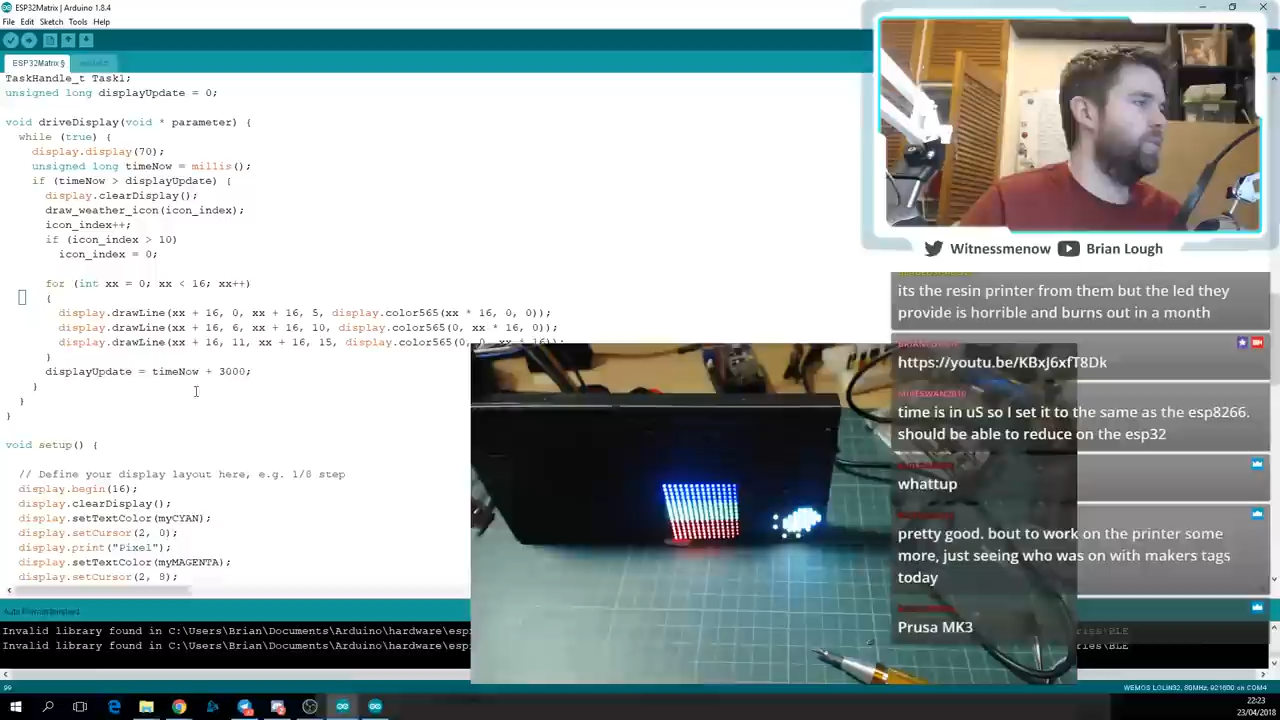 ESP32Matrix | Arduino 1.8.4
File Edit Sketch Tools Help
ESP32Matrix §
TaskHandle_t Task1;
unsigned long displayUpdate = 0;
void driveDisplay(void * parameter) {
while (true) {
display.display(70);
unsigned long timeNow = millis();
if (timeNow > displayUpdate) {
display.clearDisplay();
draw_weather_icon(icon_index);
icon_index++;
if (icon_index > 10)
icon_index = 0;
for (int xx = 0; xx < 16; xx++)
{
display.drawLine(xx + 16, 0, xx + 16, 5, display.color565(xx * 16, 0, 0));
display.drawLine(xx + 16, 6, xx + 16, 10, display.color565(0, xx * 16, 0));
display.drawLine(xx + 16, 11, xx + 16, 15, display.color565(0, 0, xx * 16));
}
displayUpdate = timeNow + 3000;
}
}
}
void setup() {
// Define your display layout here, e.g. 1/8 step
display.begin(16);
display.clearDisplay();
display.setTextColor(myCYAN);
display.setCursor(2, 0);
display.print("Pixel");
display.setTextColor(myMAGENTA);
display.setCursor(2, 8);
Invalid library found in C:\Users\Brian\Documents\Arduino\hardware\esp
Invalid library found in C:\Users\Brian\Documents\Arduino\hardware\esp
99
WEMOS LOLIN32, 80MHz, 921600 on COM4
22:23
23/04/2018
Witnessmenow Brian Lough
its the resin printer from them but the led they
provide is horrible and burns out in a month
https://youtu.be/KBxJ6xfT8Dk
time is in uS so I set it to the same as the esp8266.
should be able to reduce on the esp32
whattup
pretty good. bout to work on the printer some
more, just seeing who was on with makers tags
today
Prusa MK3